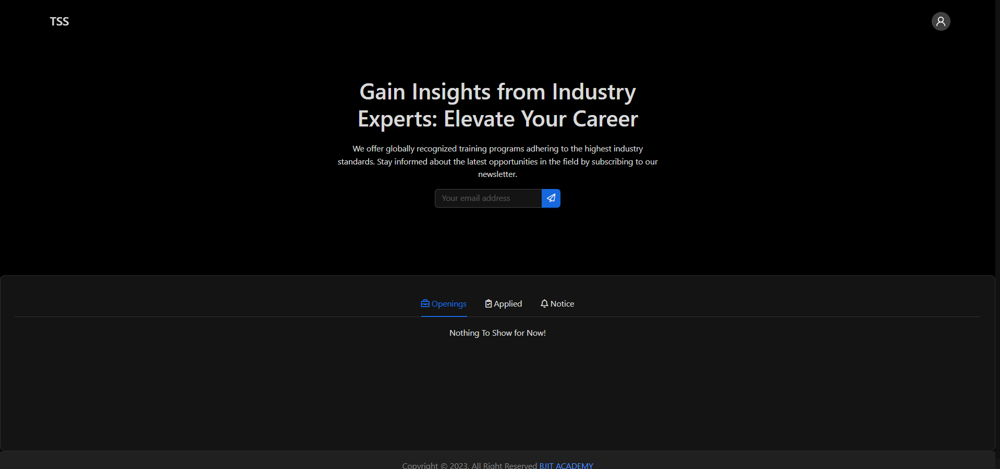 TSS
Gain Insights from Industry
Experts: Elevate Your Career
We offer globally recognized training programs adhering to the highest industry
standards. Stay informed about the latest opportunities in the field by subscribing to our
newsletter.
Your email address
Openings Applied Notice
Nothing To Show for Now!
Copyright © 2023. All Right Reserved BJIT ACADEMY